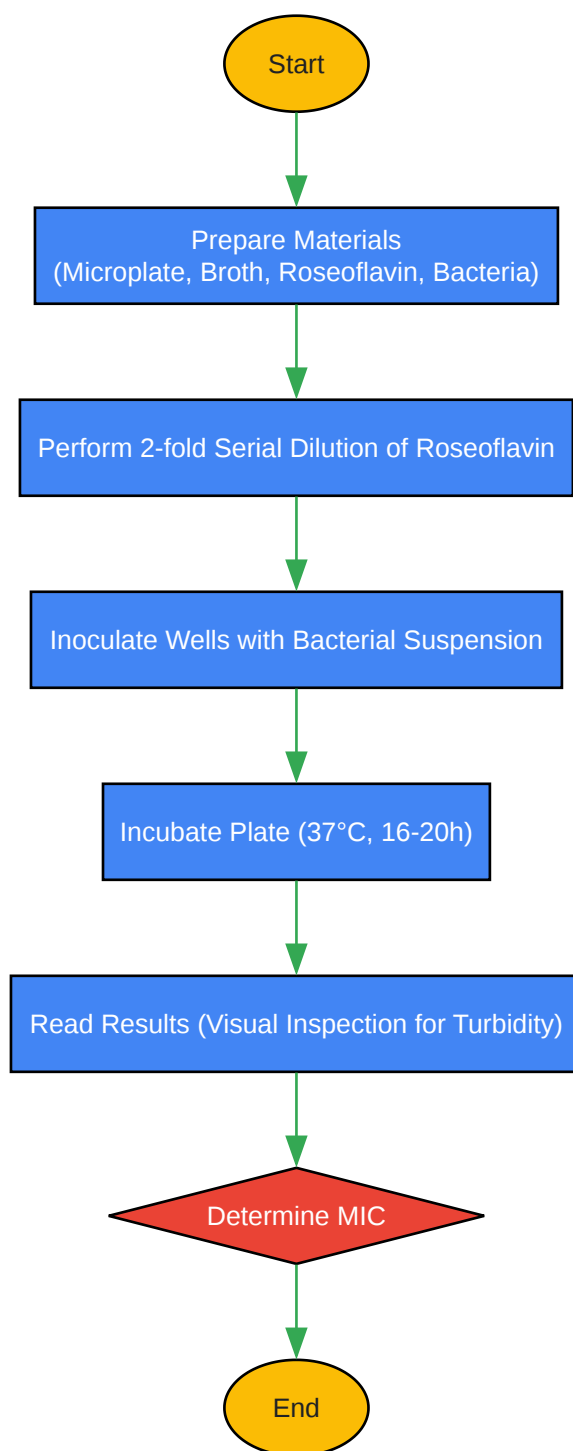 Start
Prepare Materials
(Microplate, Broth, Roseoflavin, Bacteria)
Perform 2-fold Serial Dilution of Roseoflavin
Inoculate Wells with Bacterial Suspension
Incubate Plate (37°C, 16-20h)
Read Results (Visual Inspection for Turbidity)
Determine MIC
End